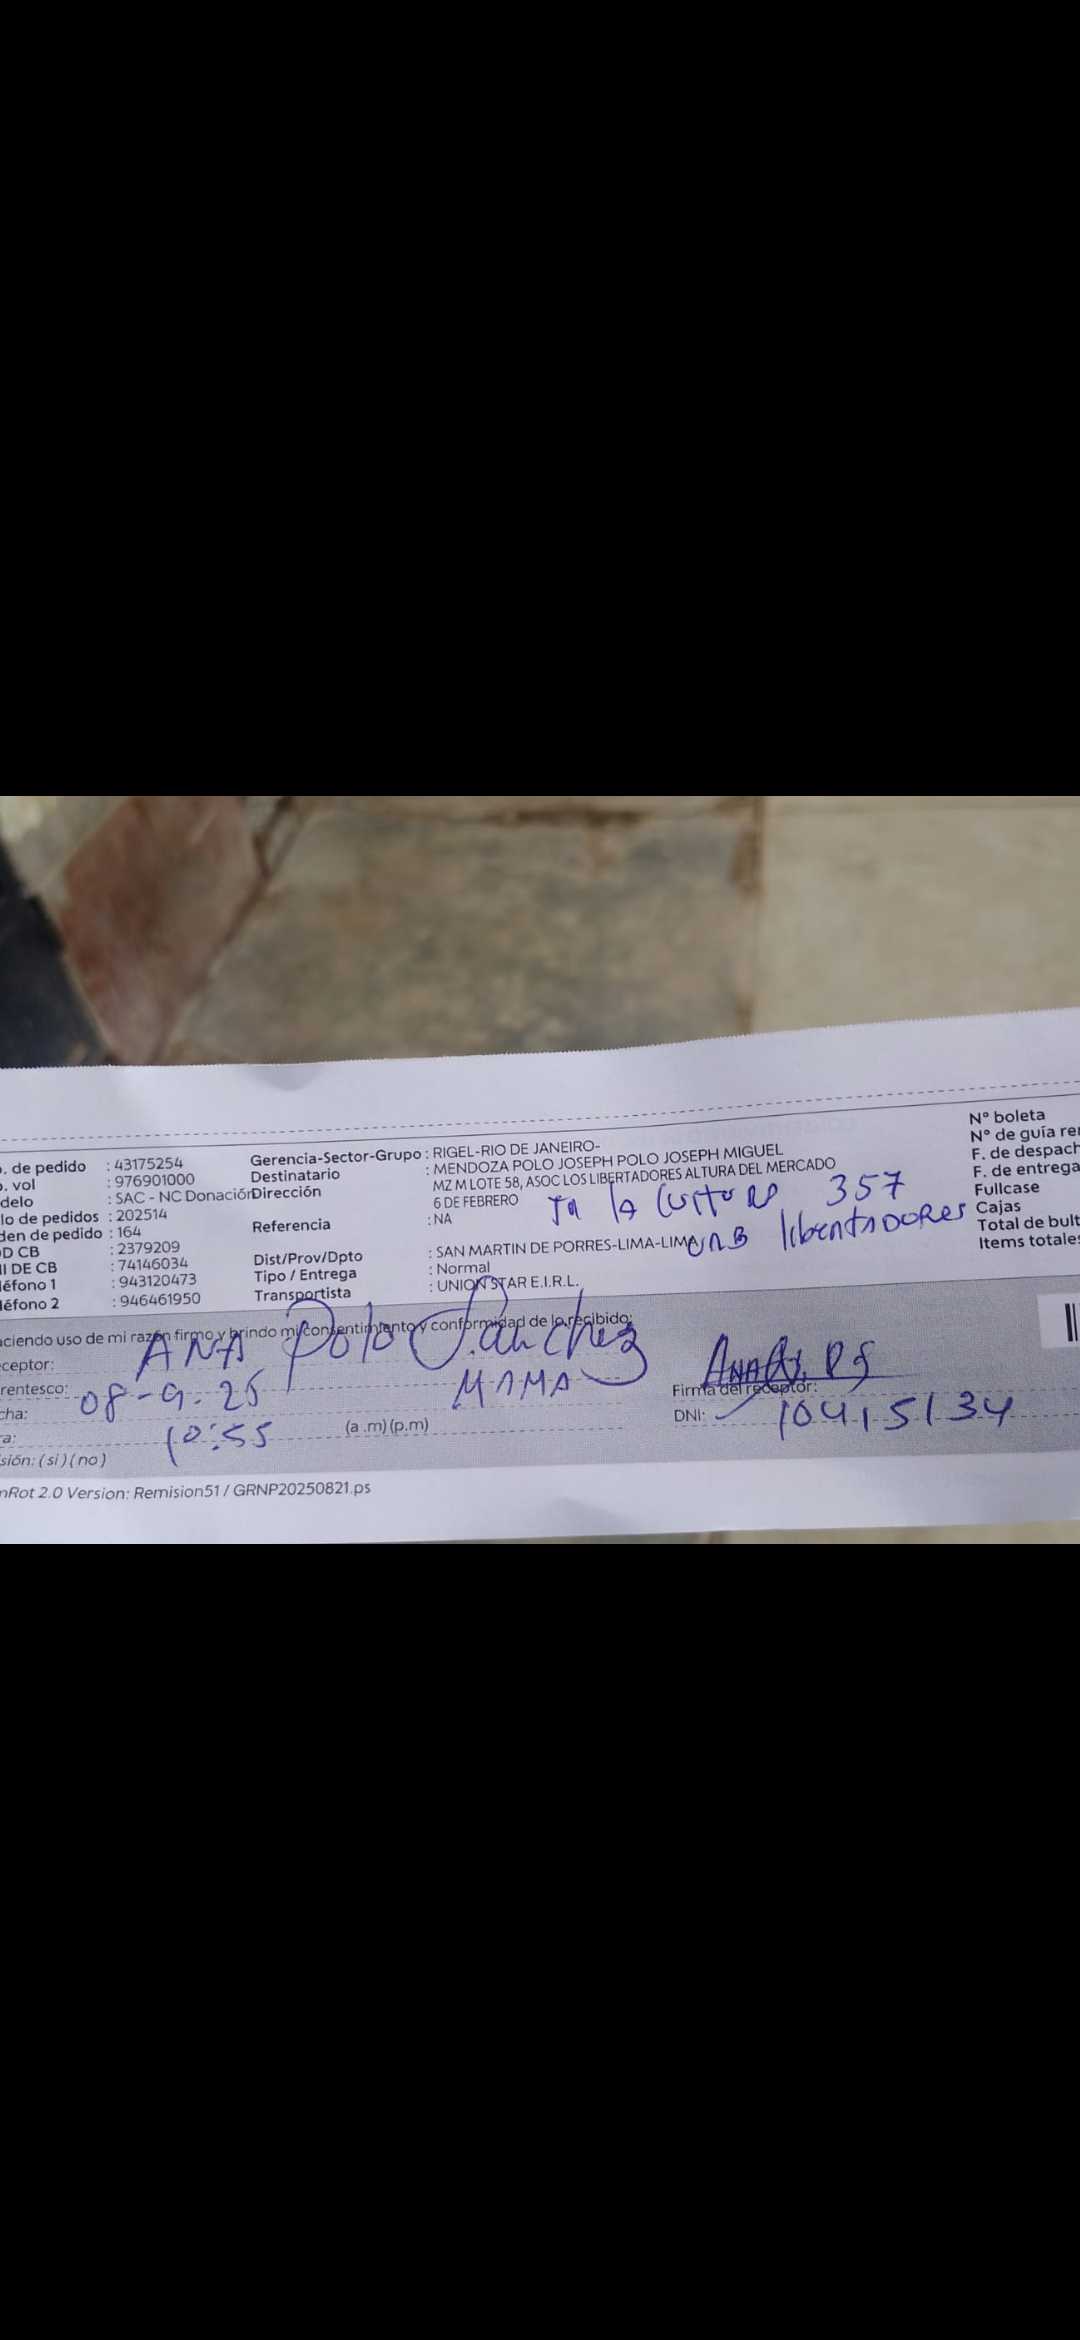 o. de pedido : 43175254
o. vol : 976901000
delo : SAC - NC Donación
lo de pedidos : 202514
den de pedido : 164
D CB : 2379209
I DE CB : 74146034
léfono 1 : 943120473
léfono 2 : 946461950
Gerencia-Sector-Grupo : RIGEL-RIO DE JANEIRO-
Destinatario : MENDOZA POLO JOSEPH POLO JOSEPH MIGUEL
Dirección MZ M LOTE 58, ASOC LOS LIBERTADORES ALTURA DEL MERCADO
6 DE FEBRERO
Referencia : NA
la CULTURA 357
URB libertADORes
Dist/Prov/Dpto : SAN MARTIN DE PORRES-LIMA-LIMA
Tipo / Entrega : Normal
Transportista : UNION STAR E.I.R.L.
N° boleta
N° de guía re
F. de despach
F. de entrega
Fullcase
Cajas
Total de bult
Items totales
aciendo uso de mi razón firmo y brindo mi consentimiento y conformidad de lo recibido:
ceptor: ANA Polo Sanchez
rentesco: MAMA
cha: 08-9-25
ra: 10:55 (a .m) (p.m)
sión: ( si ) ( no )
Firma del receptor:
DNI: 10415134
nRot 2.0 Version: Remision51 / GRNP20250821.ps